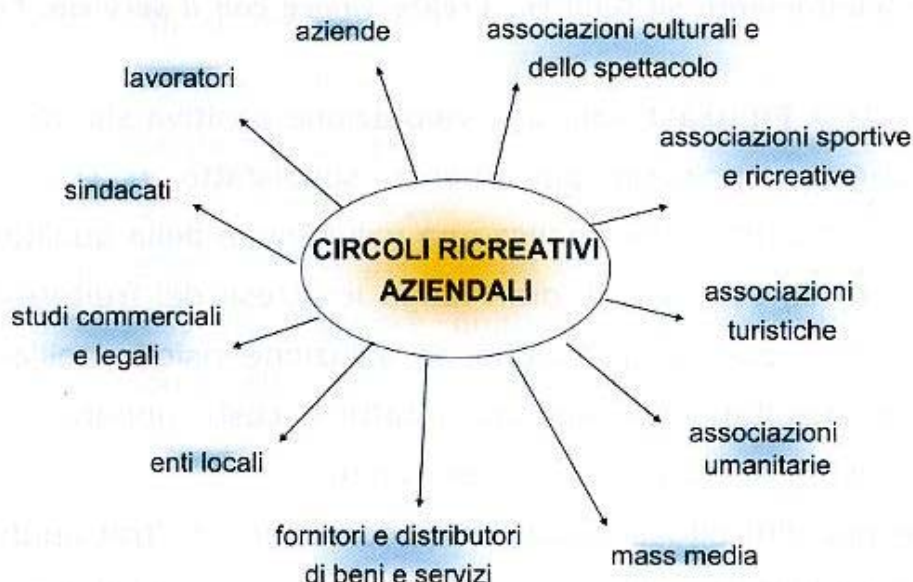 aziende
associazioni culturali e
dello spettacolo
lavoratori
associazioni sportive
e ricreative
sindacati
CIRCOLI RICREATIVI
AZIENDALI
associazioni
turistiche
studi commerciali
e legali
associazioni
umanitarie
enti locali
fornitori e distributori
di beni e servizi
mass media